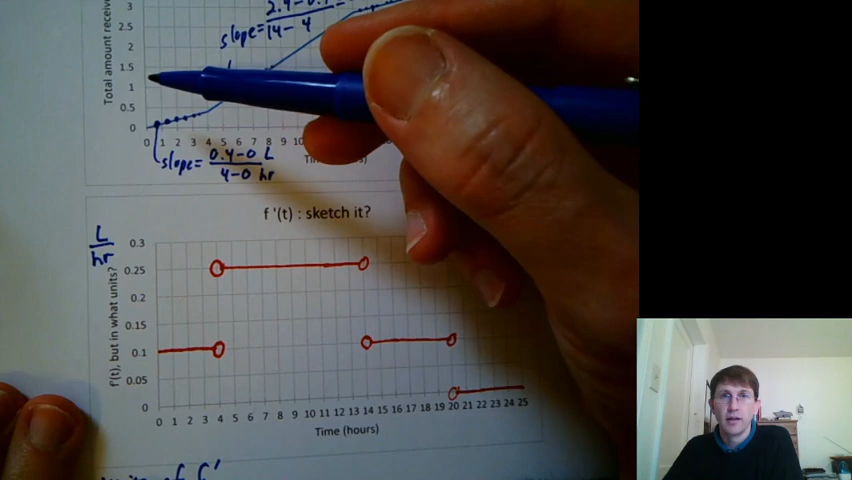 2.4-0.4
slope= ———— =
14-4
Total amount receive
3
2.5
2
1.5
1
0.5
0
0 1 2 3 4 5 6 7 8 9 10
slope= 0.4-0 L
4-0 hr
f '(t) : sketch it?
L
hr
f'(t), but in what units?
0.3
0.25
0.2
0.15
0.1
0.05
0
0 1 2 3 4 5 6 7 8 9 10 11 12 13 14 15 16 17 18 19 20 21 22 23 24 25
Time (hours)
of f'